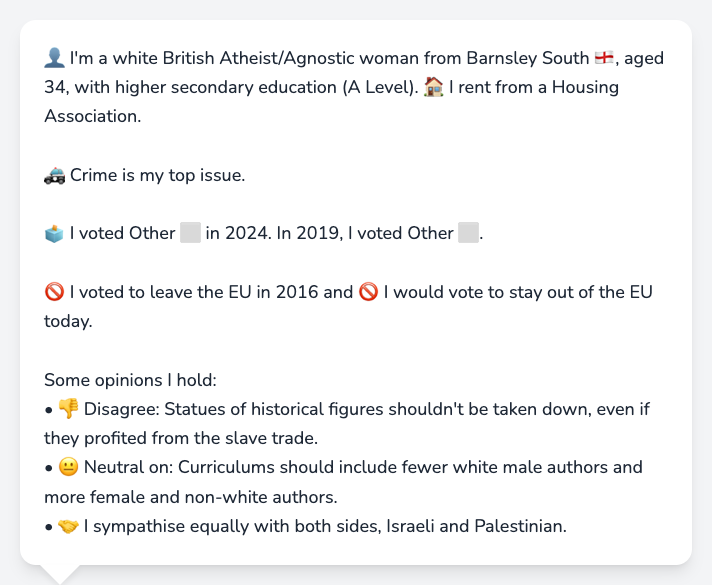 👤 I'm a white British Atheist/Agnostic woman from Barnsley South 🏴󠁧󠁢󠁥󠁮󠁧󠁿, aged
34, with higher secondary education (A Level). 🏠 I rent from a Housing
Association.
🚓 Crime is my top issue.
🗳️ I voted Other ⬜ in 2024. In 2019, I voted Other ⬜.
🚫 I voted to leave the EU in 2016 and 🚫 I would vote to stay out of the EU
today.
Some opinions I hold:
• 👎 Disagree: Statues of historical figures shouldn't be taken down, even if
they profited from the slave trade.
• 😐 Neutral on: Curriculums should include fewer white male authors and
more female and non-white authors.
• 🤝 I sympathise equally with both sides, Israeli and Palestinian.